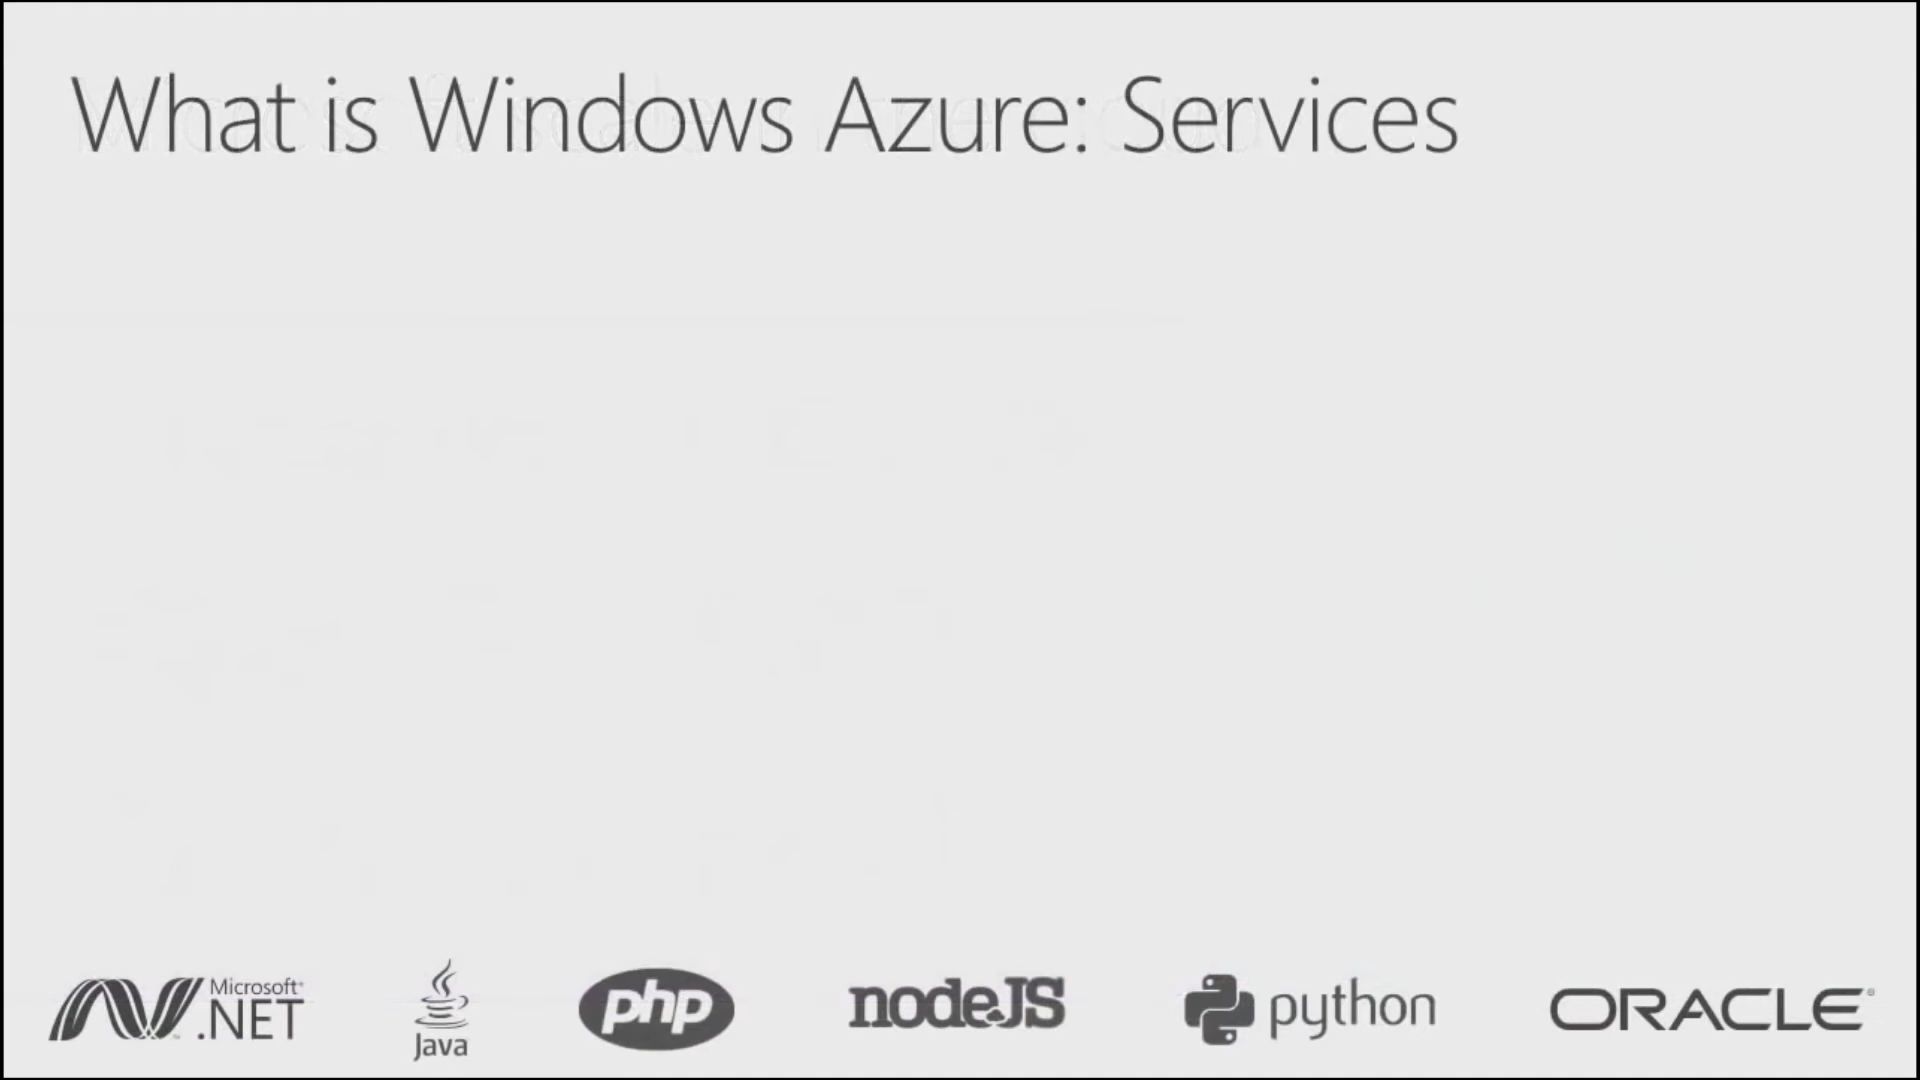 What is Windows Azure: Services
Microsoft .NET
Java
php
nodeJS
python
ORACLE